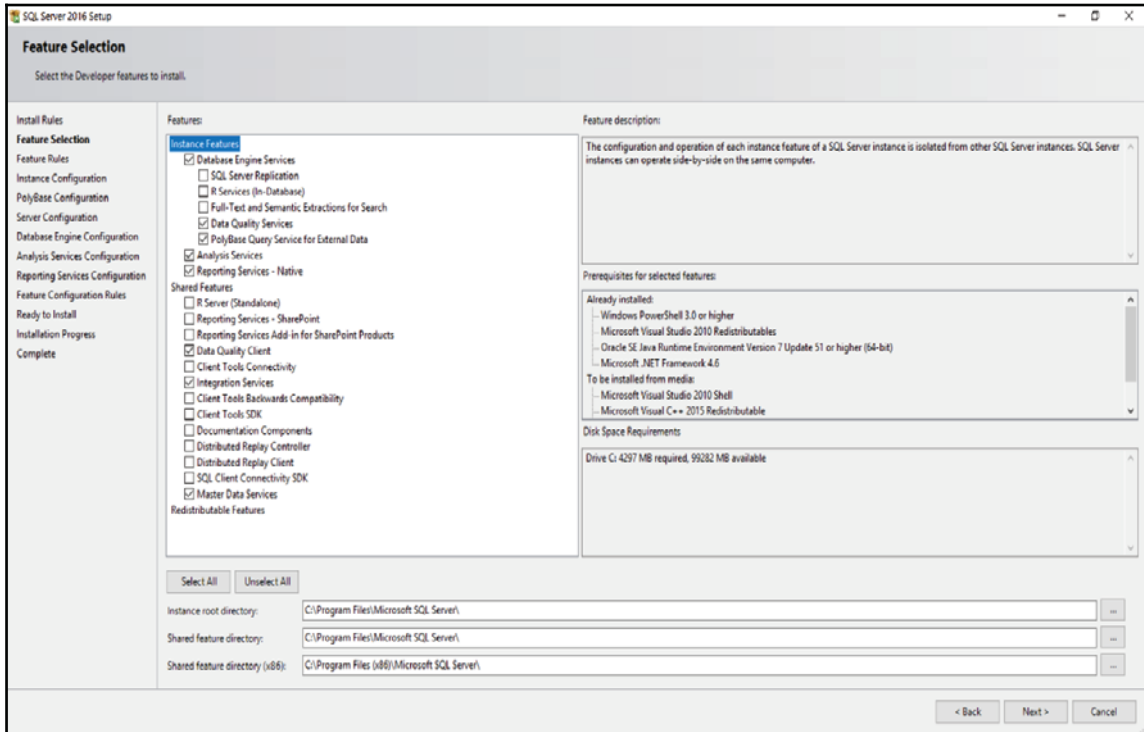 SQL Server 2016 Setup
Feature Selection
Select the Developer features to install.
Install Rules
Feature Selection
Feature Rules
Instance Configuration
PolyBase Configuration
Server Configuration
Database Engine Configuration
Analysis Services Configuration
Reporting Services Configuration
Feature Configuration Rules
Ready to Install
Installation Progress
Complete
Features:
Instance Features
Database Engine Services
SQL Server Replication
R Services (In-Database)
Full-Text and Semantic Extractions for Search
Data Quality Services
PolyBase Query Service for External Data
Analysis Services
Reporting Services - Native
Shared Features
R Server (Standalone)
Reporting Services - SharePoint
Reporting Services Add-in for SharePoint Products
Data Quality Client
Client Tools Connectivity
Integration Services
Client Tools Backwards Compatibility
Client Tools SDK
Documentation Components
Distributed Replay Controller
Distributed Replay Client
SQL Client Connectivity SDK
Master Data Services
Redistributable Features
Feature description:
The configuration and operation of each instance feature of a SQL Server instance is isolated from other SQL Server instances. SQL Server
instances can operate side-by-side on the same computer.
Prerequisites for selected features:
Already installed:
Windows PowerShell 3.0 or higher
Microsoft Visual Studio 2010 Redistributables
Oracle SE Java Runtime Environment Version 7 Update 51 or higher (64-bit)
Microsoft .NET Framework 4.6
To be installed from media:
Microsoft Visual Studio 2010 Shell
Microsoft Visual C++ 2015 Redistributable
Disk Space Requirements
Drive C: 4297 MB required, 99282 MB available
Select All
Unselect All
Instance root directory:
C:\Program Files\Microsoft SQL Server\
...
Shared feature directory:
C:\Program Files\Microsoft SQL Server\
...
Shared feature directory (x86):
C:\Program Files (x86)\Microsoft SQL Server\
...
< Back
Next >
Cancel